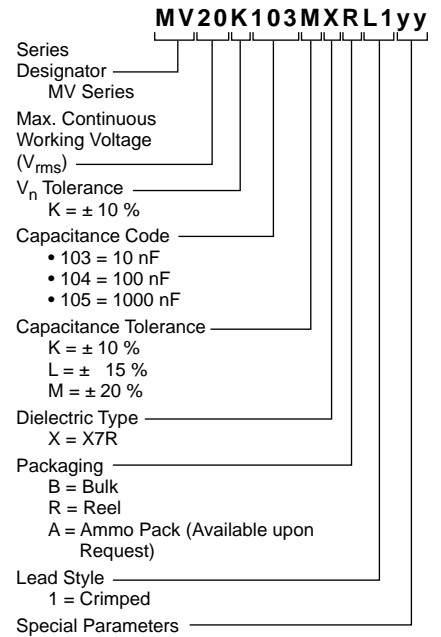 MV20K103MXRL1yy
Series
Designator
MV Series
Max. Continuous
Working Voltage
(Vrms)
Vn Tolerance
K = ± 10 %
Capacitance Code
• 103 = 10 nF
• 104 = 100 nF
• 105 = 1000 nF
Capacitance Tolerance
K = ± 10 %
L = ± 15 %
M = ± 20 %
Dielectric Type
X = X7R
Packaging
B = Bulk
R = Reel
A = Ammo Pack (Available upon
Request)
Lead Style
1 = Crimped
Special Parameters